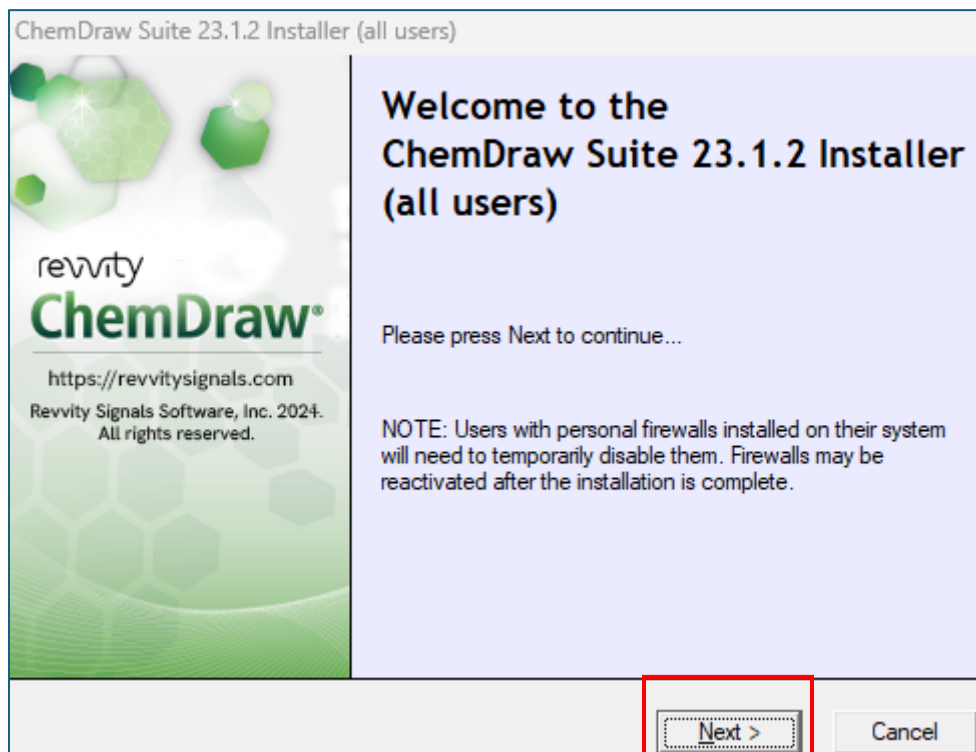 ChemDraw Suite 23.1.2 Installer (all users)
revvity
ChemDraw®
https://revvitysignals.com
Revvity Signals Software, Inc. 2024.
All rights reserved.
Welcome to the
ChemDraw Suite 23.1.2 Installer
(all users)
Please press Next to continue...
NOTE: Users with personal firewalls installed on their system
will need to temporarily disable them. Firewalls may be
reactivated after the installation is complete.
Next >
Cancel